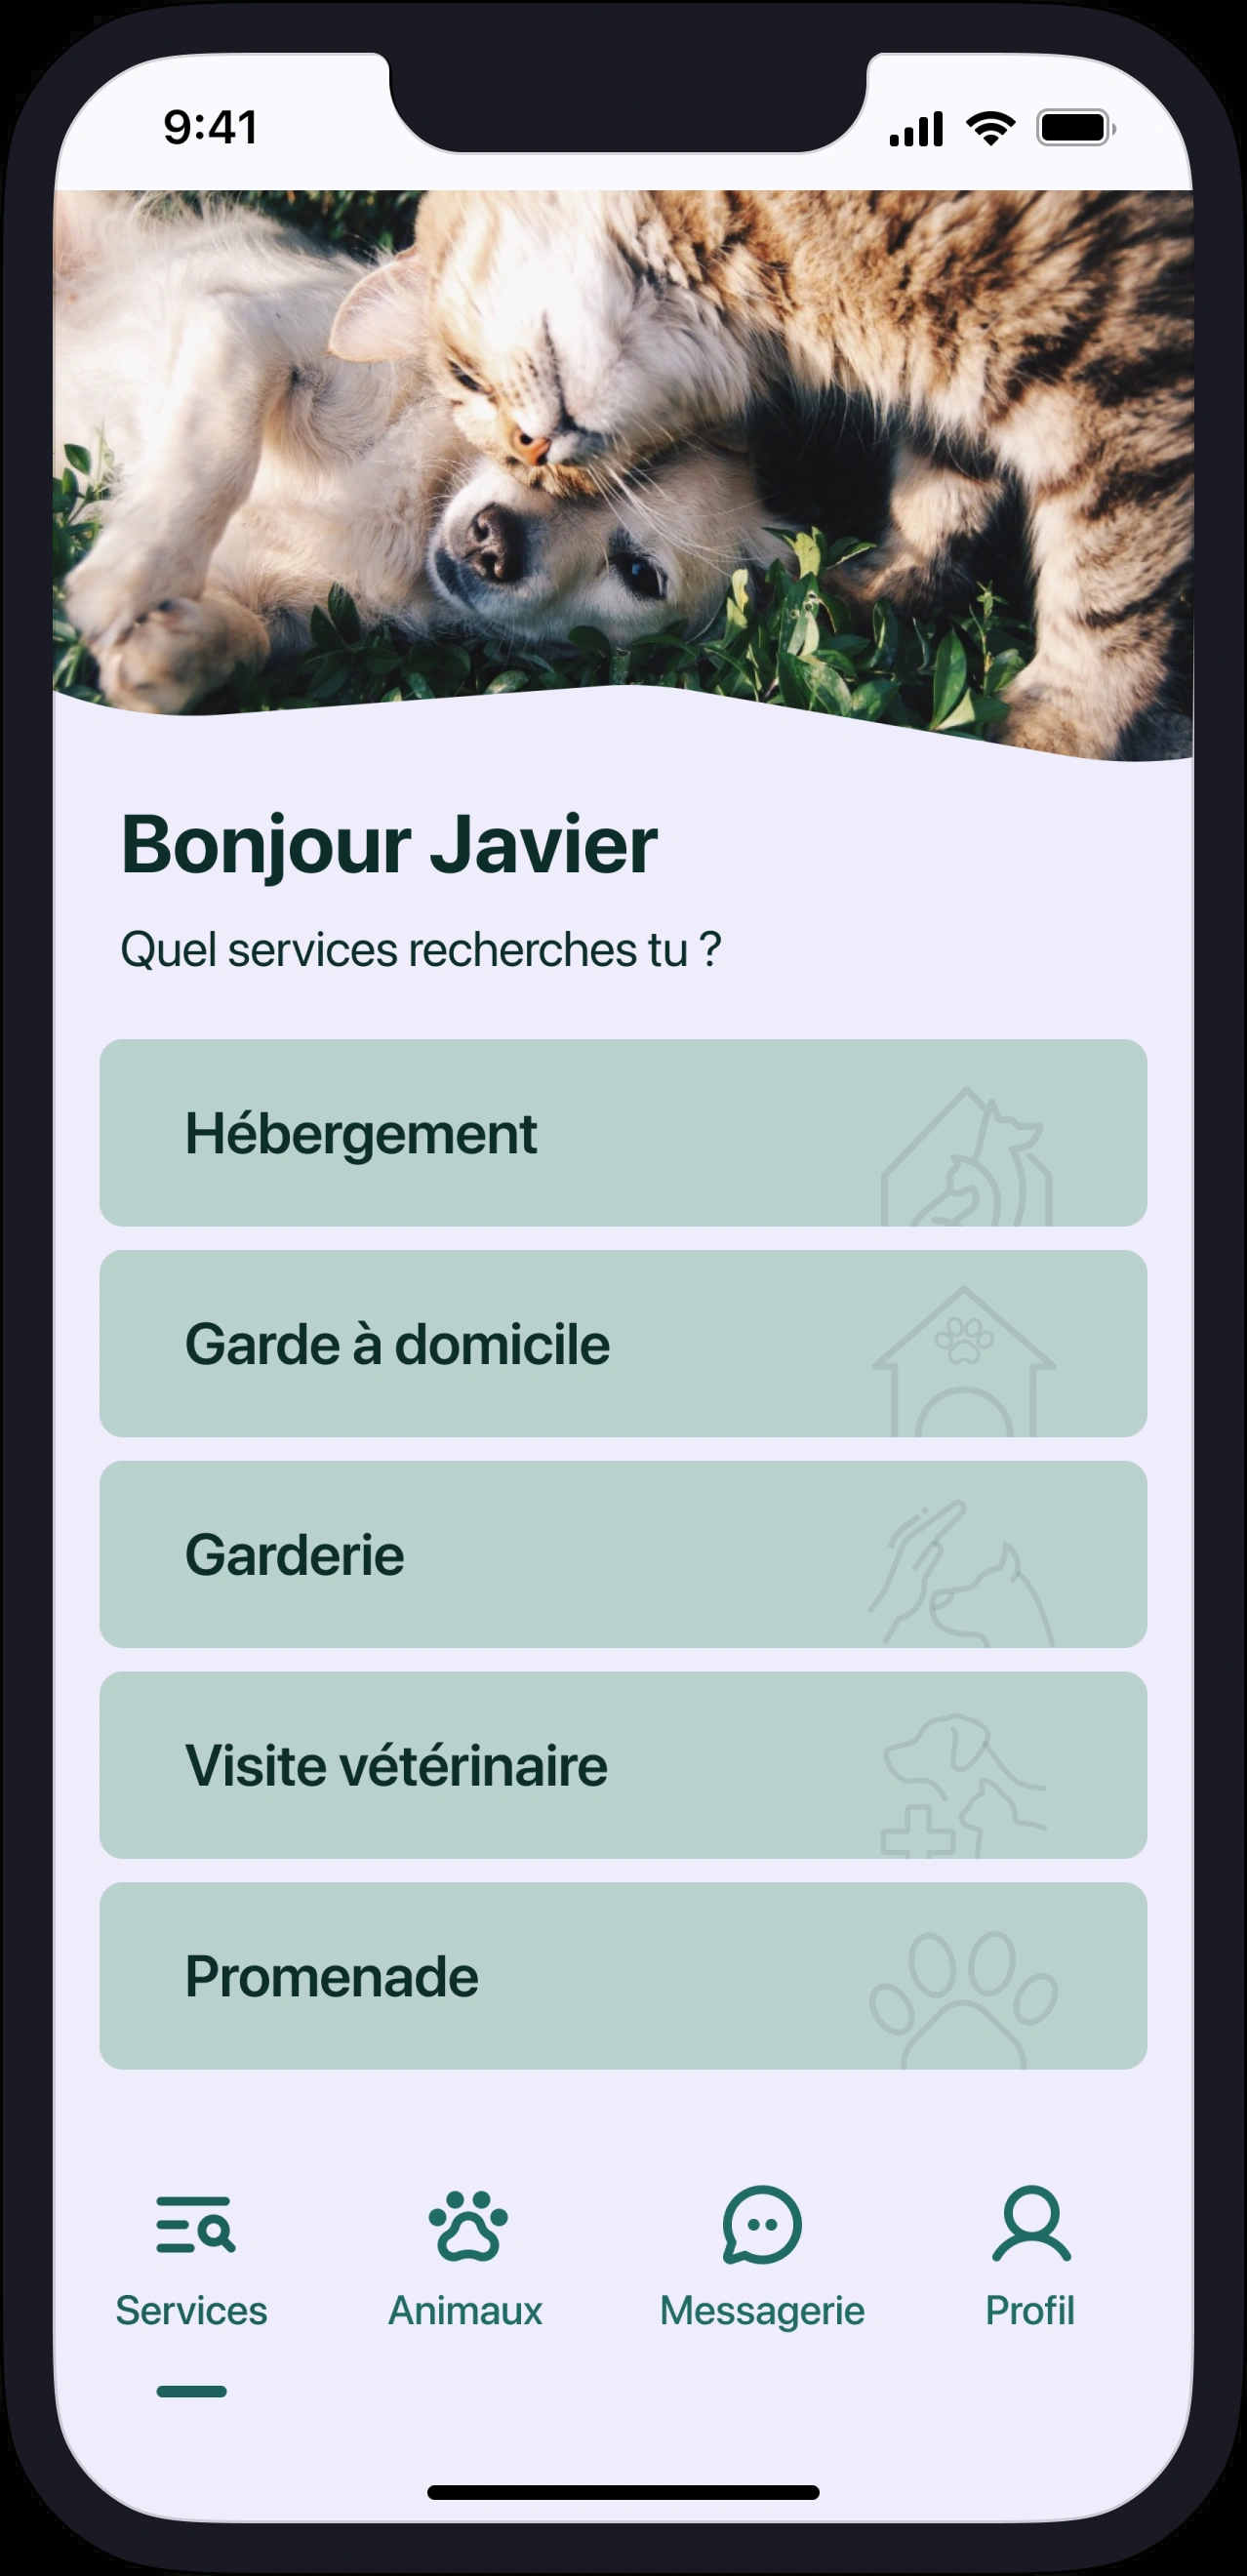 9:41
Bonjour Javier
Quel services recherches tu ?
Hébergement
Garde à domicile
Garderie
Visite vétérinaire
Promenade
Services Animaux Messagerie Profil